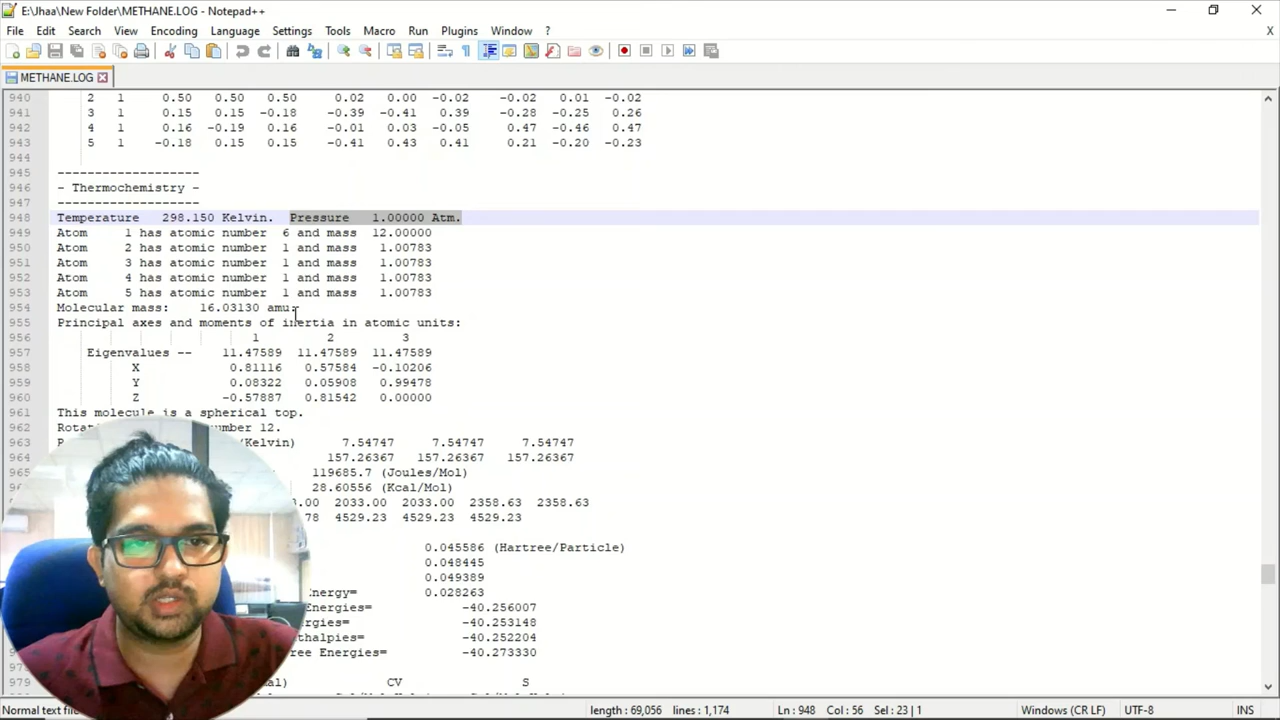 E:\Jhaa\New Folder\METHANE.LOG - Notepad++
File Edit Search View Encoding Language Settings Tools Macro Run Plugins Window ? X
METHANE.LOG
940 2 1 0.50 0.50 0.50 0.02 0.00 -0.02 -0.02 0.01 -0.02
941 3 1 0.15 0.15 -0.18 -0.39 -0.41 0.39 -0.28 -0.25 0.26
942 4 1 0.16 -0.19 0.16 -0.01 0.03 -0.05 0.47 -0.46 0.47
943 5 1 -0.18 0.15 0.15 -0.41 0.43 0.41 0.21 -0.20 -0.23
944
945 -------------------
946 - Thermochemistry -
947 -------------------
948 Temperature 298.150 Kelvin. Pressure 1.00000 Atm.
949 Atom 1 has atomic number 6 and mass 12.00000
950 Atom 2 has atomic number 1 and mass 1.00783
951 Atom 3 has atomic number 1 and mass 1.00783
952 Atom 4 has atomic number 1 and mass 1.00783
953 Atom 5 has atomic number 1 and mass 1.00783
954 Molecular mass: 16.03130 amu.
955 Principal axes and moments of inertia in atomic units:
956 1 2 3
957 Eigenvalues -- 11.47589 11.47589 11.47589
958 X 0.81116 0.57584 -0.10206
959 Y 0.08322 0.05908 0.99478
960 Z -0.57887 0.81542 0.00000
961 This molecule is a spherical top.
962 number 12.
963 (Kelvin) 7.54747 7.54747 7.54747
964 157.26367 157.26367 157.26367
965 119685.7 (Joules/Mol)
28.60556 (Kcal/Mol)
2033.00 2033.00 2358.63 2358.63
4529.23 4529.23 4529.23
0.045586 (Hartree/Particle)
0.048445
0.049389
0.028263
-40.256007
-40.253148
-40.252204
Energies= -40.273330
CV S
Normal text length : 69,056 lines : 1,174 Ln : 948 Col : 56 Sel : 23 | 1 Windows (CR LF) UTF-8 INS